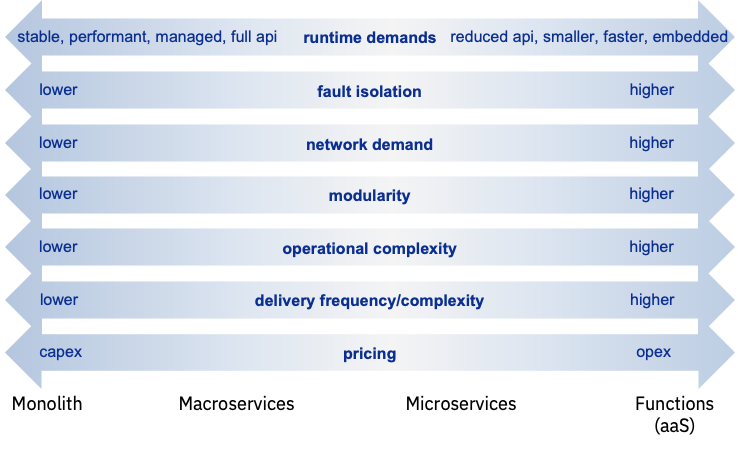 stable, performant, managed, full api runtime demands reduced api, smaller, faster, embedded
lower fault isolation higher
lower network demand higher
lower modularity higher
lower operational complexity higher
lower delivery frequency/complexity higher
capex pricing opex
Monolith Macroservices Microservices Functions
(aaS)